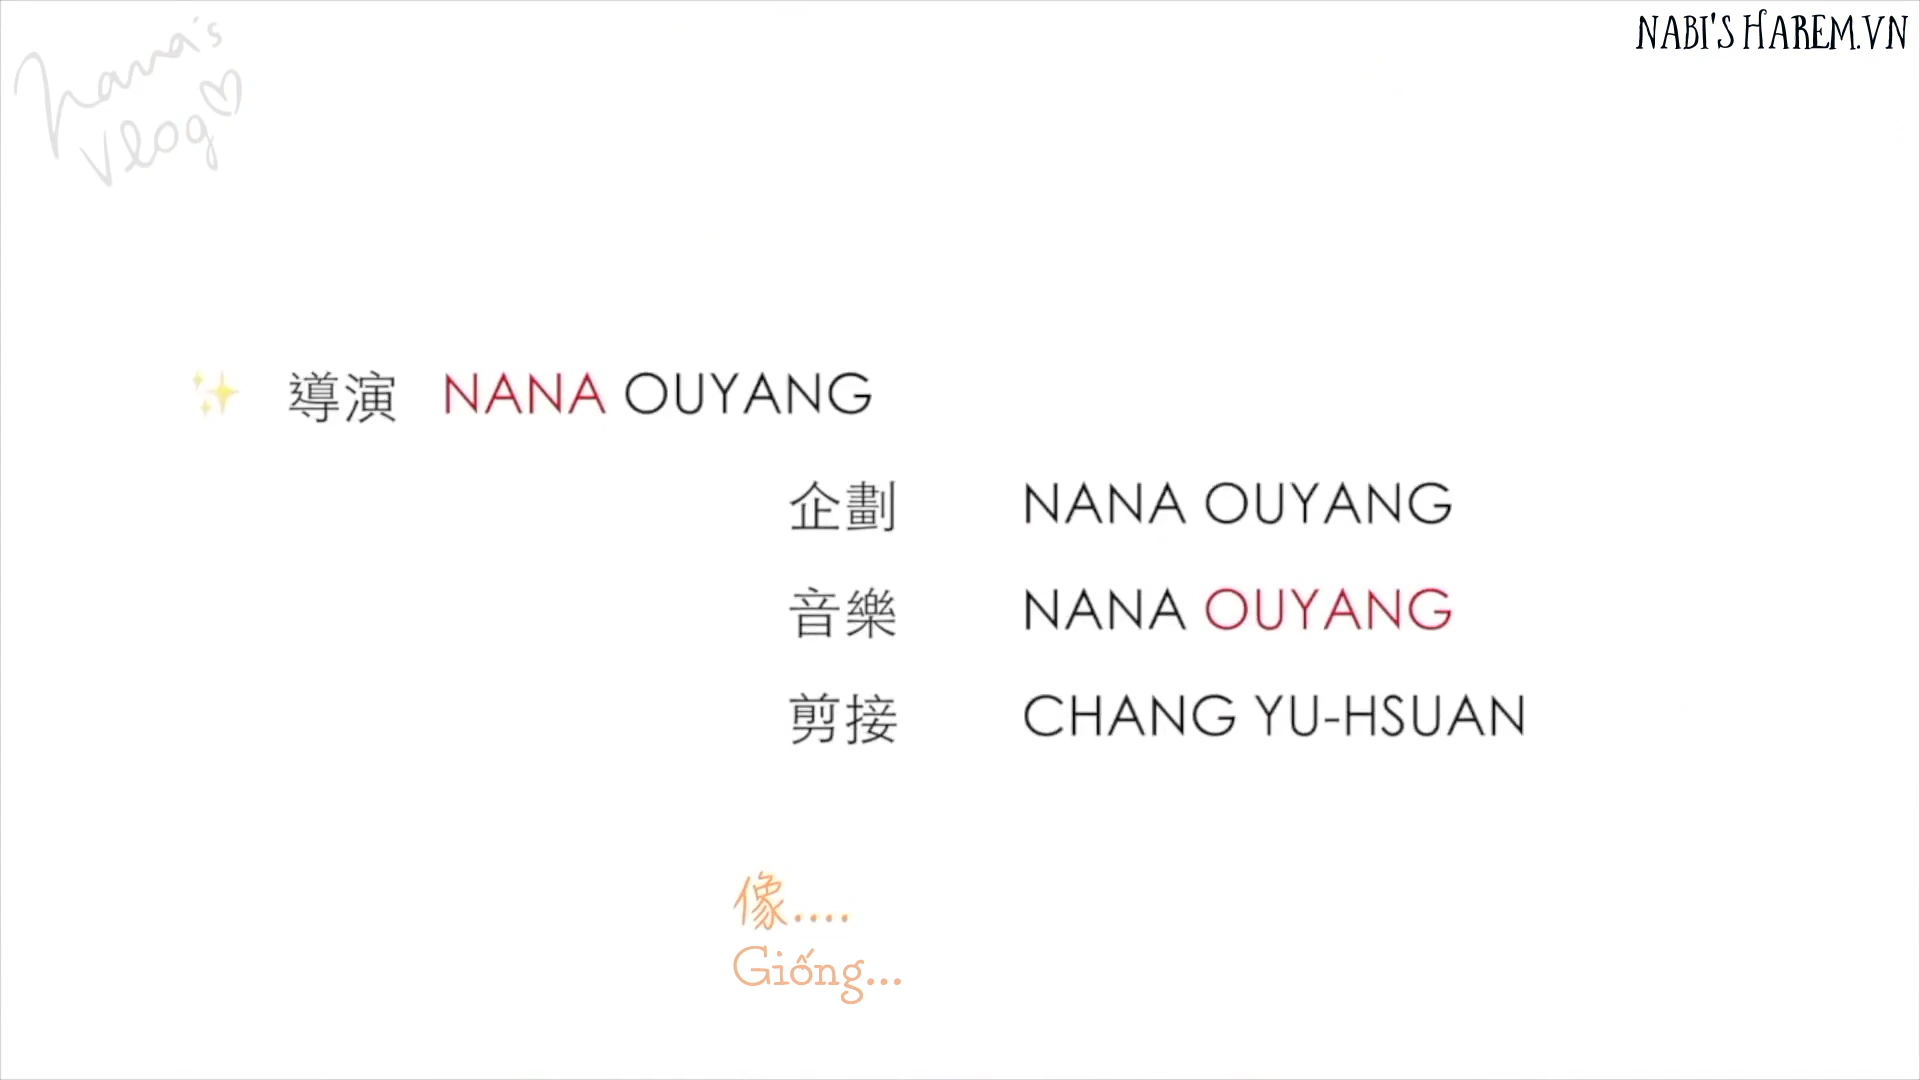 nana's
vlog
NABI'S HAREM.VN
導演 NANA OUYANG
企劃 NANA OUYANG
音樂 NANA OUYANG
剪接 CHANG YU-HSUAN
像....
Giống...